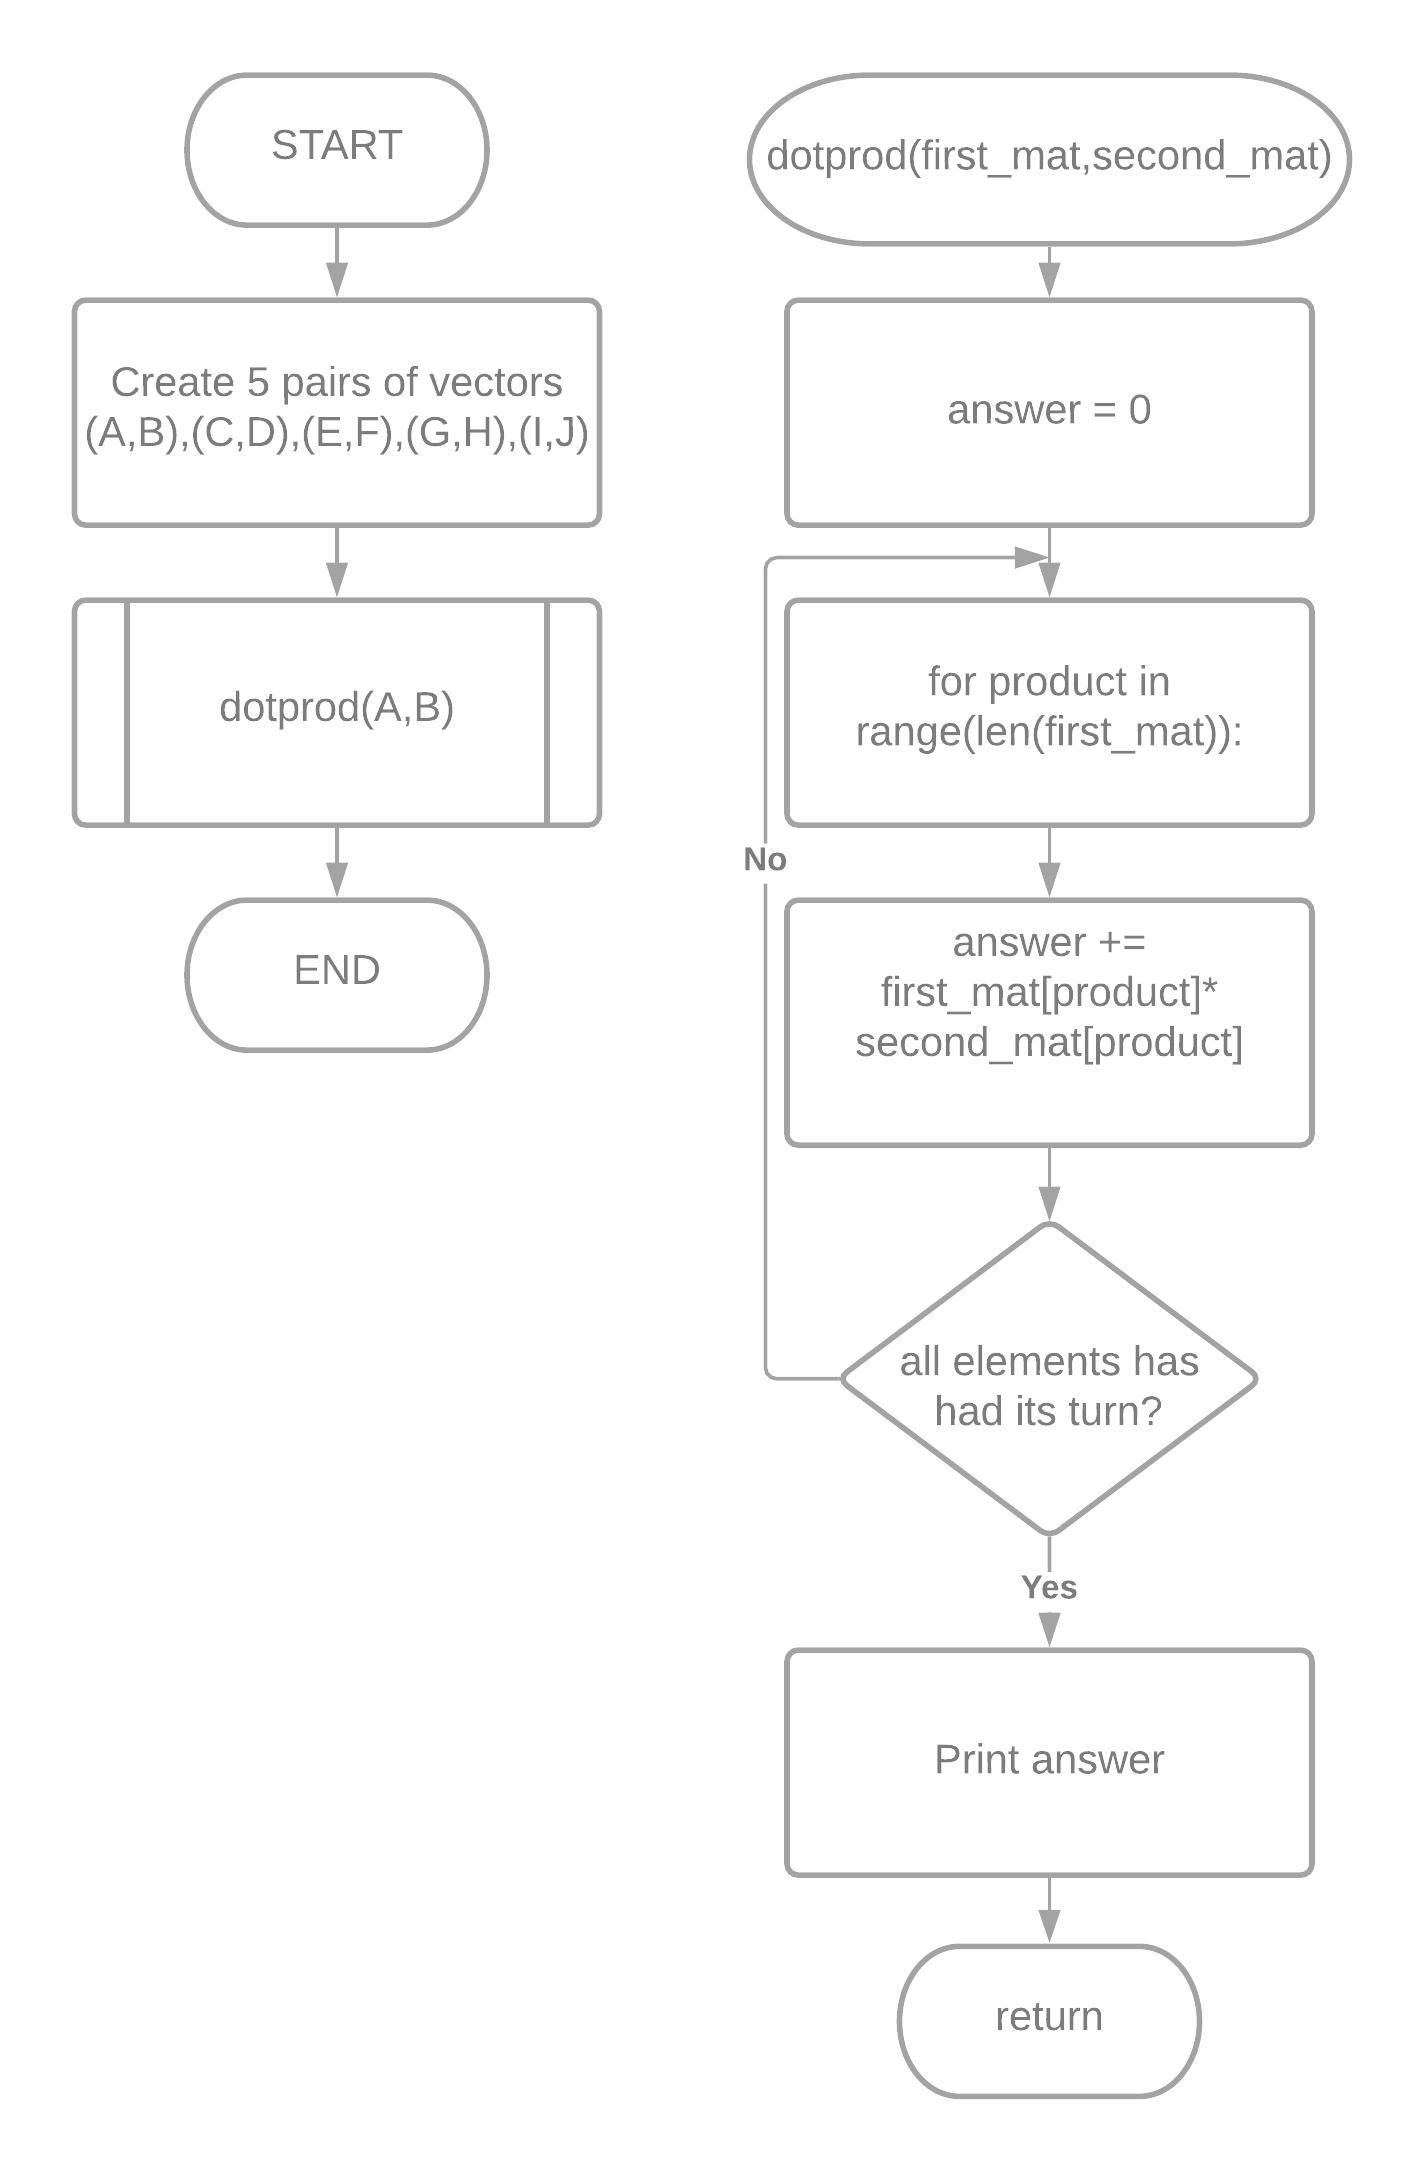 START
Create 5 pairs of vectors
(A,B),(C,D),(E,F),(G,H),(I,J)
dotprod(A,B)
END
dotprod(first_mat,second_mat)
answer = 0
for product in
range(len(first_mat)):
No
answer +=
first_mat[product]*
second_mat[product]
all elements has
had its turn?
Yes
Print answer
return